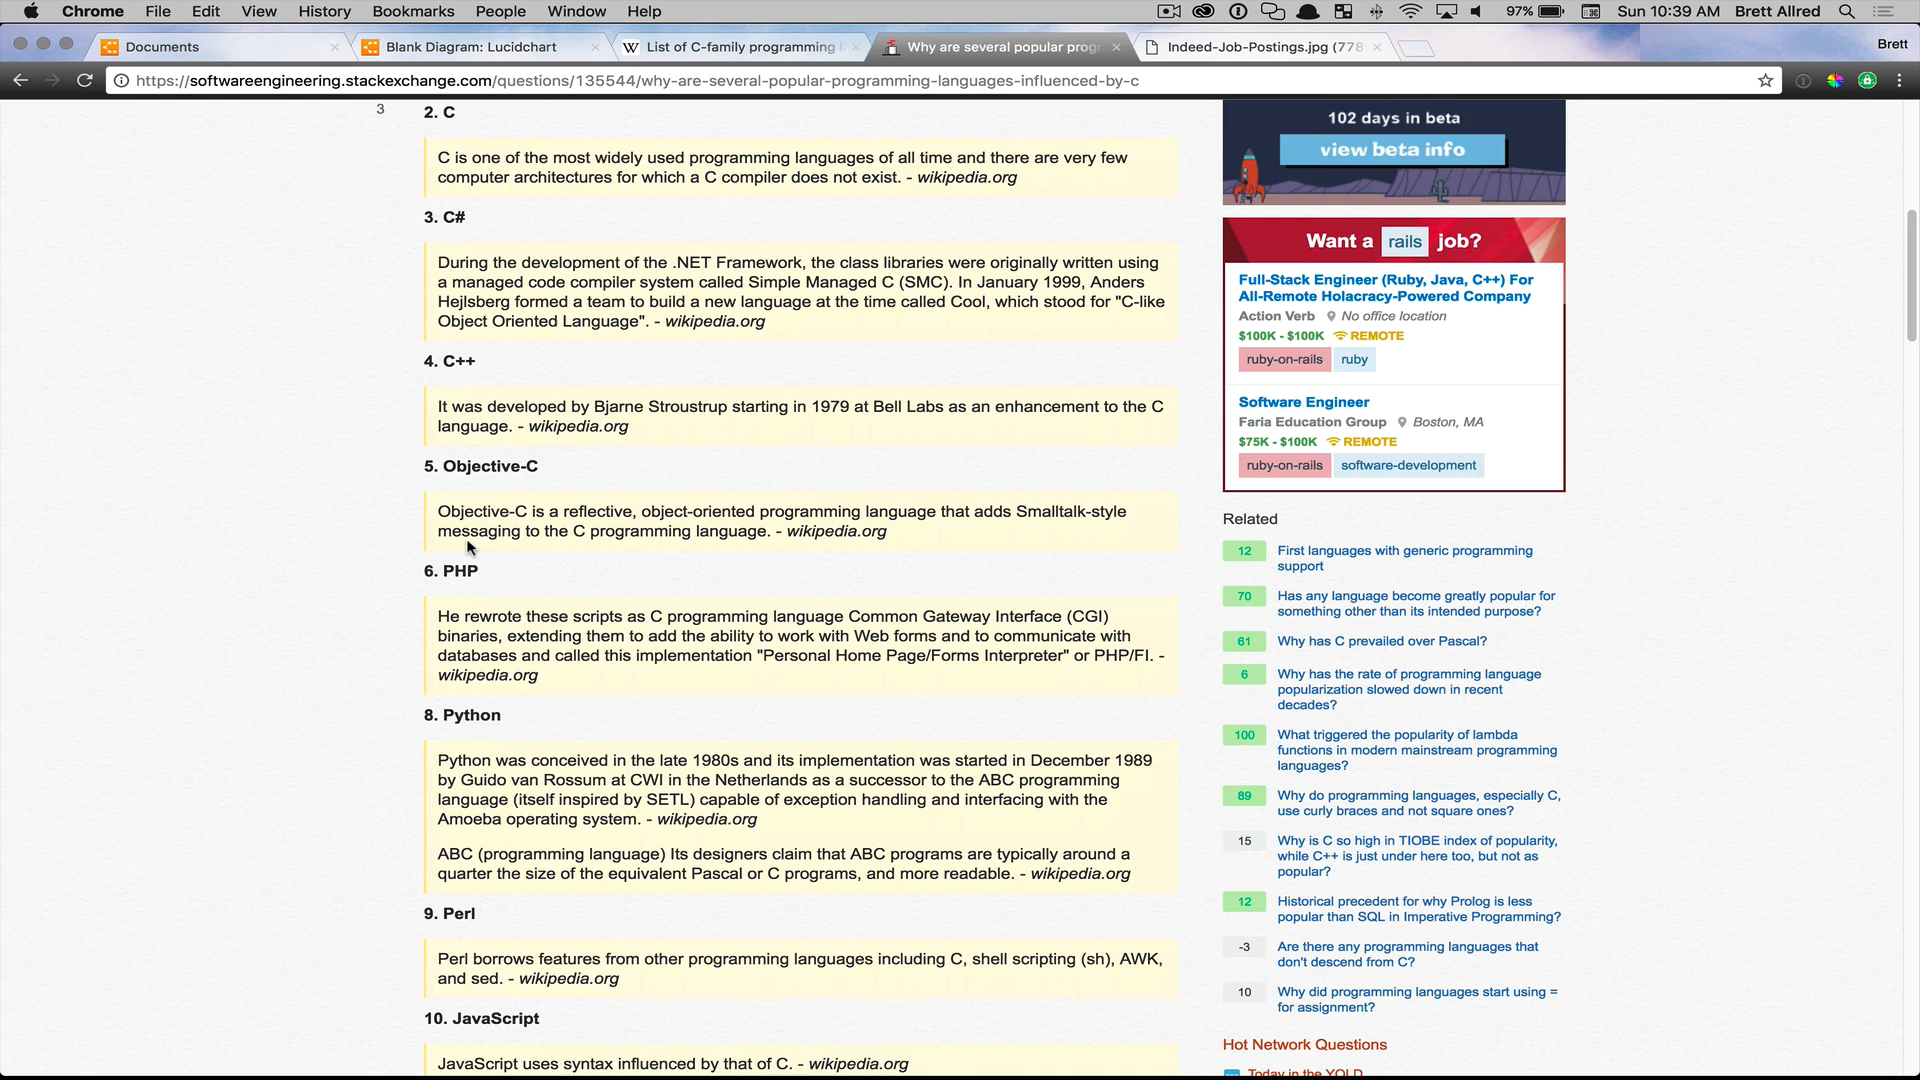 Chrome File Edit View History Bookmarks People Window Help 97% Sun 10:39 AM Brett Allred
Documents
Blank Diagram: Lucidchart
W List of C-family programming l
Why are several popular progr
Indeed-Job-Postings.jpg (778
Brett
https://softwareengineering.stackexchange.com/questions/135544/why-are-several-popular-programming-languages-influenced-by-c
3
2. C
C is one of the most widely used programming languages of all time and there are very few
computer architectures for which a C compiler does not exist. - wikipedia.org
3. C#
During the development of the .NET Framework, the class libraries were originally written using
a managed code compiler system called Simple Managed C (SMC). In January 1999, Anders
Hejlsberg formed a team to build a new language at the time called Cool, which stood for "C-like
Object Oriented Language". - wikipedia.org
4. C++
It was developed by Bjarne Stroustrup starting in 1979 at Bell Labs as an enhancement to the C
language. - wikipedia.org
5. Objective-C
Objective-C is a reflective, object-oriented programming language that adds Smalltalk-style
messaging to the C programming language. - wikipedia.org
6. PHP
He rewrote these scripts as C programming language Common Gateway Interface (CGI)
binaries, extending them to add the ability to work with Web forms and to communicate with
databases and called this implementation "Personal Home Page/Forms Interpreter" or PHP/FI. -
wikipedia.org
8. Python
Python was conceived in the late 1980s and its implementation was started in December 1989
by Guido van Rossum at CWI in the Netherlands as a successor to the ABC programming
language (itself inspired by SETL) capable of exception handling and interfacing with the
Amoeba operating system. - wikipedia.org
ABC (programming language) Its designers claim that ABC programs are typically around a
quarter the size of the equivalent Pascal or C programs, and more readable. - wikipedia.org
9. Perl
Perl borrows features from other programming languages including C, shell scripting (sh), AWK,
and sed. - wikipedia.org
10. JavaScript
JavaScript uses syntax influenced by that of C. - wikipedia.org
102 days in beta
view beta info
Want a rails job?
Full-Stack Engineer (Ruby, Java, C++) For
All-Remote Holacracy-Powered Company
Action Verb No office location
$100K - $100K REMOTE
ruby-on-rails ruby
Software Engineer
Faria Education Group Boston, MA
$75K - $100K REMOTE
ruby-on-rails software-development
Related
12 First languages with generic programming
support
70 Has any language become greatly popular for
something other than its intended purpose?
61 Why has C prevailed over Pascal?
6 Why has the rate of programming language
popularization slowed down in recent
decades?
100 What triggered the popularity of lambda
functions in modern mainstream programming
languages?
89 Why do programming languages, especially C,
use curly braces and not square ones?
15 Why is C so high in TIOBE index of popularity,
while C++ is just under here too, but not as
popular?
12 Historical precedent for why Prolog is less
popular than SQL in Imperative Programming?
-3 Are there any programming languages that
don't descend from C?
10 Why did programming languages start using =
for assignment?
Hot Network Questions
Today in the YOLD